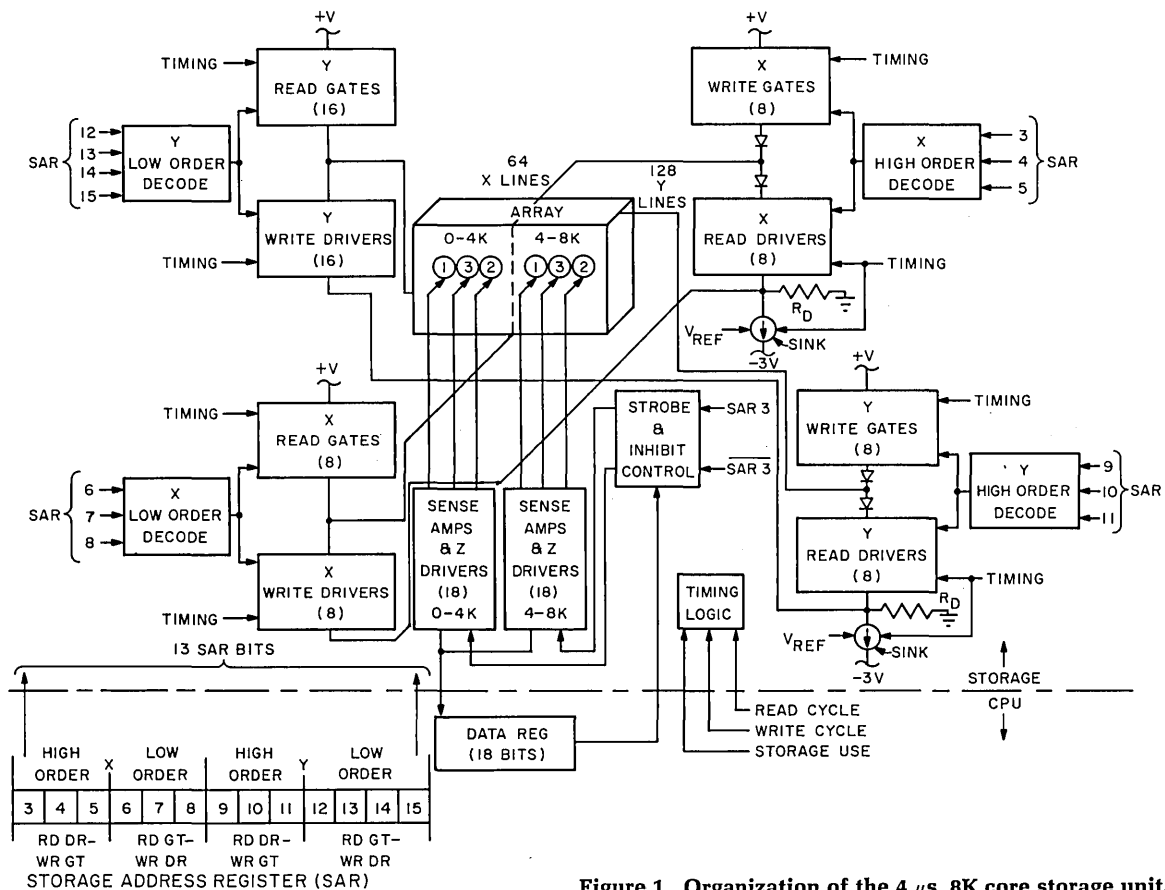 +V
TIMING
Y
READ GATES
(16)
SAR
12
13
14
15
Y
LOW ORDER
DECODE
Y
WRITE DRIVERS
(16)
TIMING
64
X LINES
128
Y
LINES
ARRAY
0-4K
4-8K
1 3 2
1 3 2
+V
X
WRITE GATES
(8)
TIMING
X
HIGH ORDER
DECODE
3
4
5
SAR
X
READ DRIVERS
(8)
TIMING
RD
VREF
SINK
-3V
+V
TIMING
X
READ GATES
(8)
SAR
6
7
8
X
LOW ORDER
DECODE
X
WRITE DRIVERS
(8)
TIMING
SENSE
AMPS
& Z
DRIVERS
(18)
0-4K
SENSE
AMPS
& Z
DRIVERS
(18)
4-8K
STROBE
&
INHIBIT
CONTROL
SAR 3
SAR 3
+V
Y
WRITE GATES
(8)
TIMING
Y
HIGH ORDER
DECODE
9
10
11
SAR
Y
READ DRIVERS
(8)
TIMING
RD
VREF
SINK
-3V
TIMING
LOGIC
13 SAR BITS
STORAGE
CPU
READ CYCLE
WRITE CYCLE
STORAGE USE
DATA REG
(18 BITS)
HIGH
ORDER
X
LOW
ORDER
HIGH
ORDER
Y
LOW
ORDER
3 4 5 6 7 8 9 10 11 12 13 14 15
RD DR-
WR GT
RD GT-
WR DR
RD DR-
WR GT
RD GT-
WR DR
STORAGE ADDRESS REGISTER (SAR)
Figure 1 Organization of the 4 μs, 8K core storage unit.